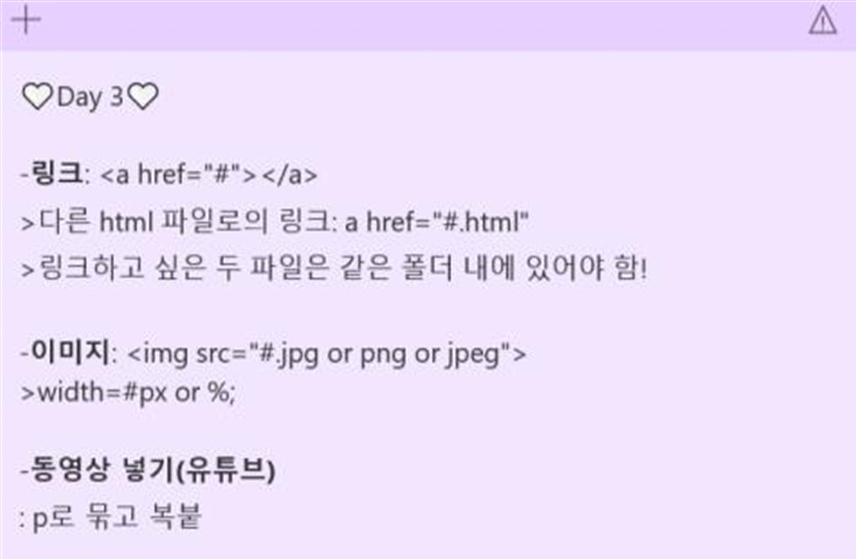 ♡Day 3♡
-링크: <a href="#"></a>
>다른 html 파일로의 링크: a href="#.html"
>링크하고 싶은 두 파일은 같은 폴더 내에 있어야 함!
-이미지: <img src="#.jpg or png or jpeg">
>width=#px or %;
-동영상 넣기(유튜브)
: p로 묶고 복붙